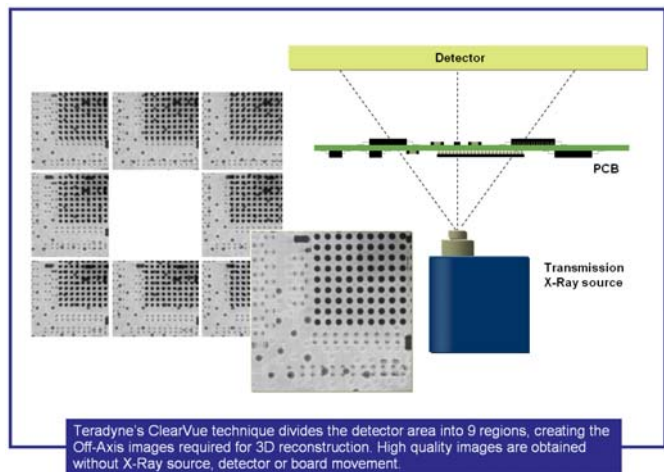 Detector
PCB
Transmission
X-Ray source
Teradyne's ClearVue technique divides the detector area into 9 regions, creating the
Off-Axis images required for 3D reconstruction. High quality images are obtained
without X-Ray source, detector or board movement.